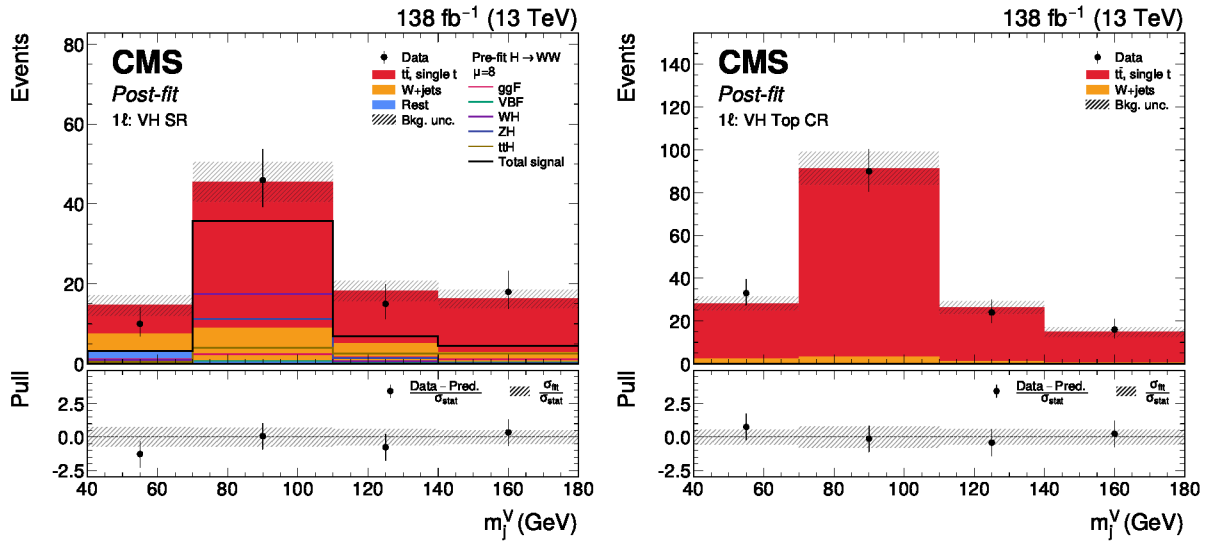 138 fb⁻¹ (13 TeV)
Events
80
60
40
20
0
CMS
Post-fit
1ℓ: VH SR
Data
tt̄, single t
W+jets
Rest
Bkg. unc.
Pre-fit H → WW
μ=8
ggF
VBF
WH
ZH
ttH
Total signal
Pull
2.5
0.0
-2.5
Data − Pred.
σstat
σfit
σstat
40 60 80 100 120 140 160 180
m_j^V (GeV)
138 fb⁻¹ (13 TeV)
Events
140
120
100
80
60
40
20
0
CMS
Post-fit
1ℓ: VH Top CR
Data
tt̄, single t
W+jets
Bkg. unc.
Pull
2.5
0.0
-2.5
Data − Pred.
σstat
σfit
σstat
40 60 80 100 120 140 160 180
m_j^V (GeV)